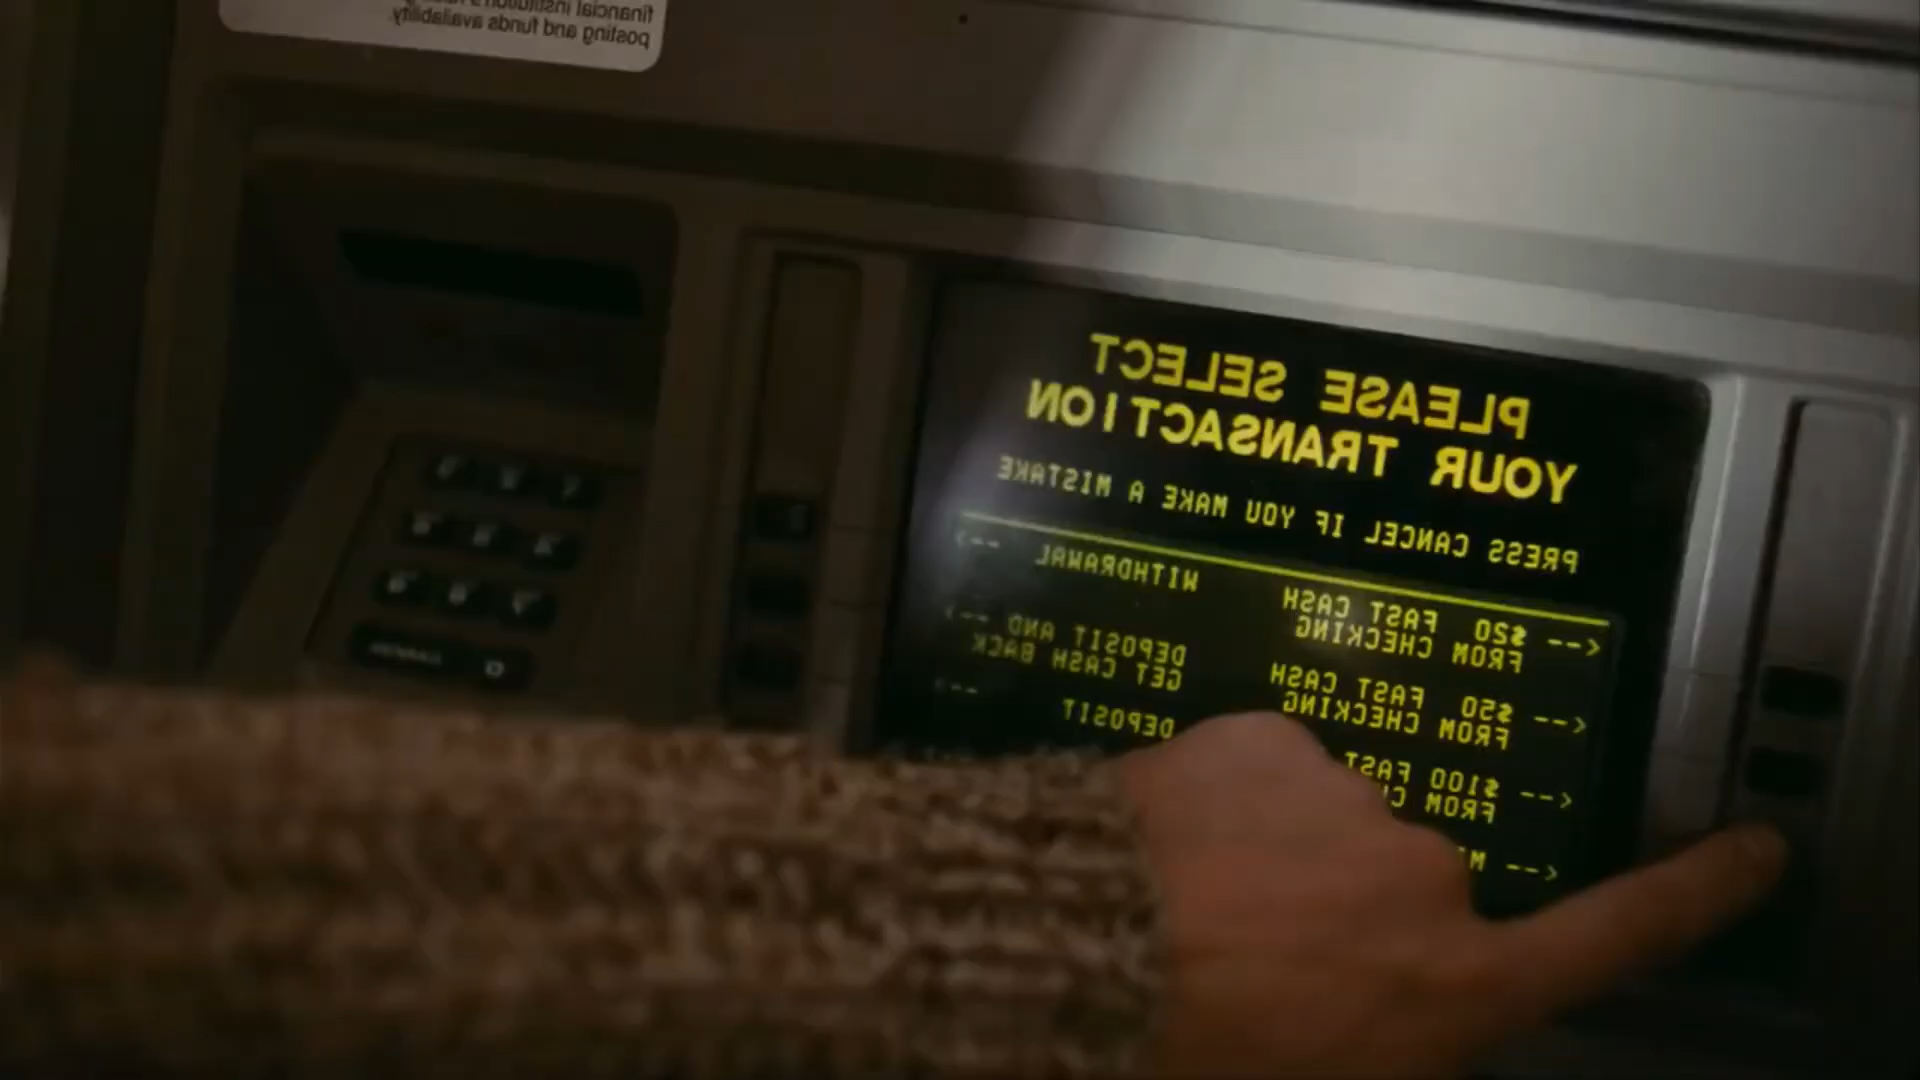 financial institution's
posting and funds availability.
PLEASE SELECT
YOUR TRANSACTION
PRESS CANCEL IF YOU MAKE A MISTAKE
<-- $20 FAST CASH
FROM CHECKING
<-- $50 FAST CASH
FROM CHECKING
<-- $100 FAST
FROM
<--
WITHDRAWAL -->
DEPOSIT AND -->
GET CASH BACK
DEPOSIT -->